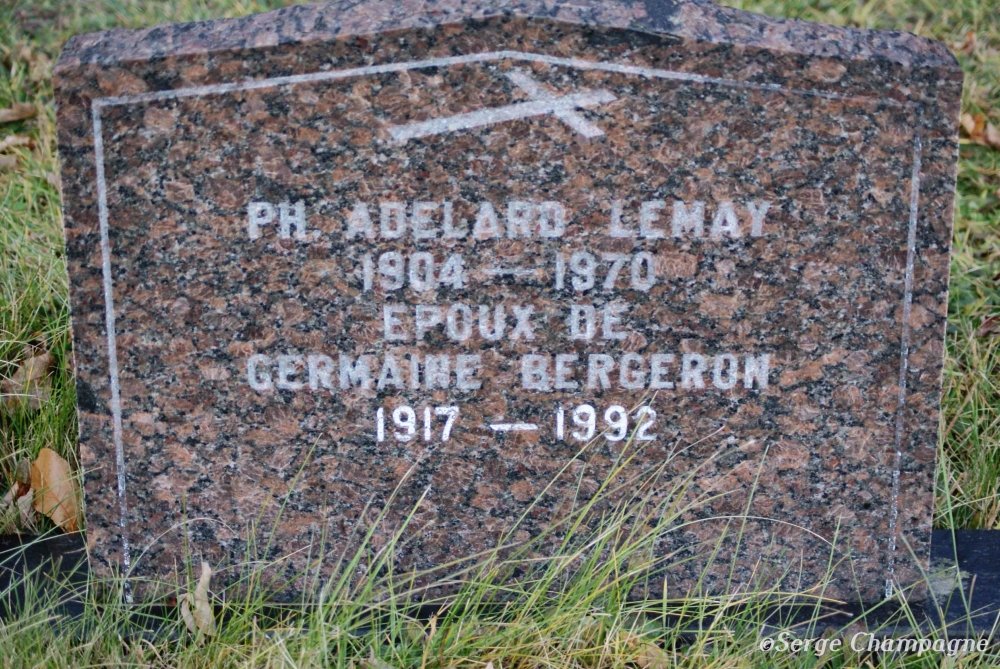 PH. ADELARD LEMAY
1904 — 1970
EPOUX DE
GERMAINE BERGERON
1917 — 1992
©Serge Champagne